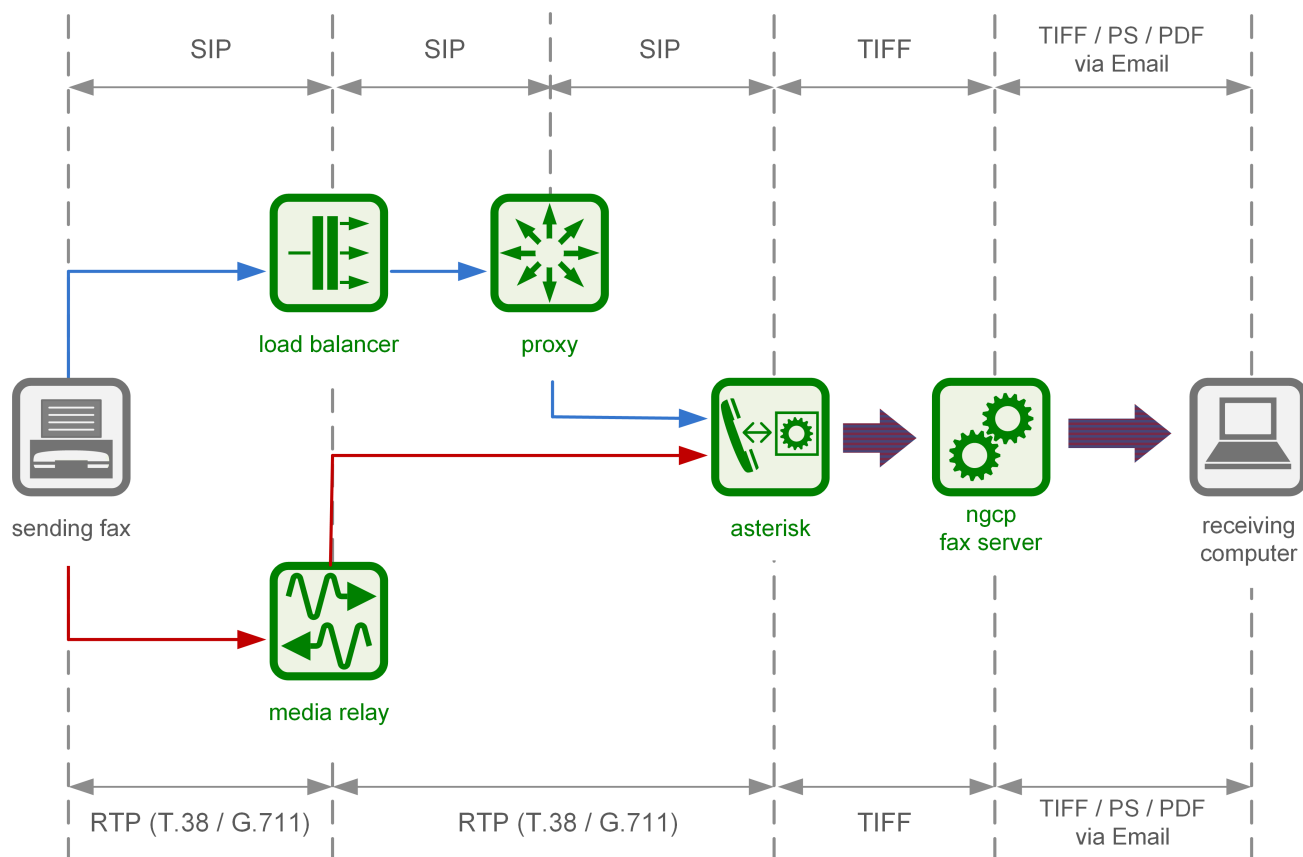 SIP
SIP
SIP
TIFF
TIFF / PS / PDF
via Email
load balancer
proxy
sending fax
asterisk
ngcp
fax server
receiving
computer
media relay
RTP (T.38 / G.711)
RTP (T.38 / G.711)
TIFF
TIFF / PS / PDF
via Email